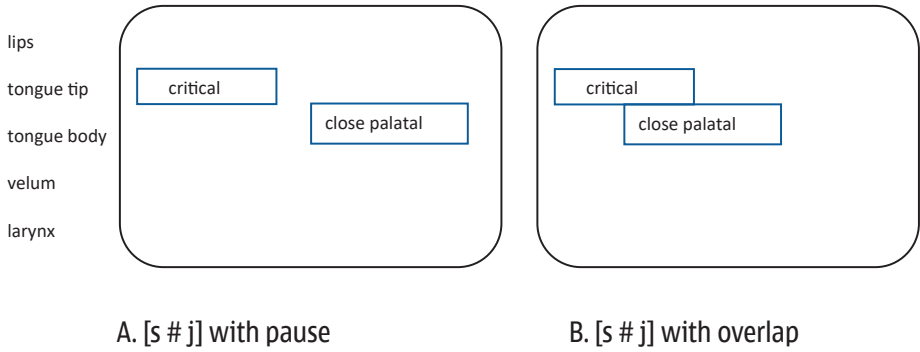 lips
tongue tip
tongue body
velum
larynx
critical
close palatal
critical
close palatal
A. [s # j] with pause
B. [s # j] with overlap